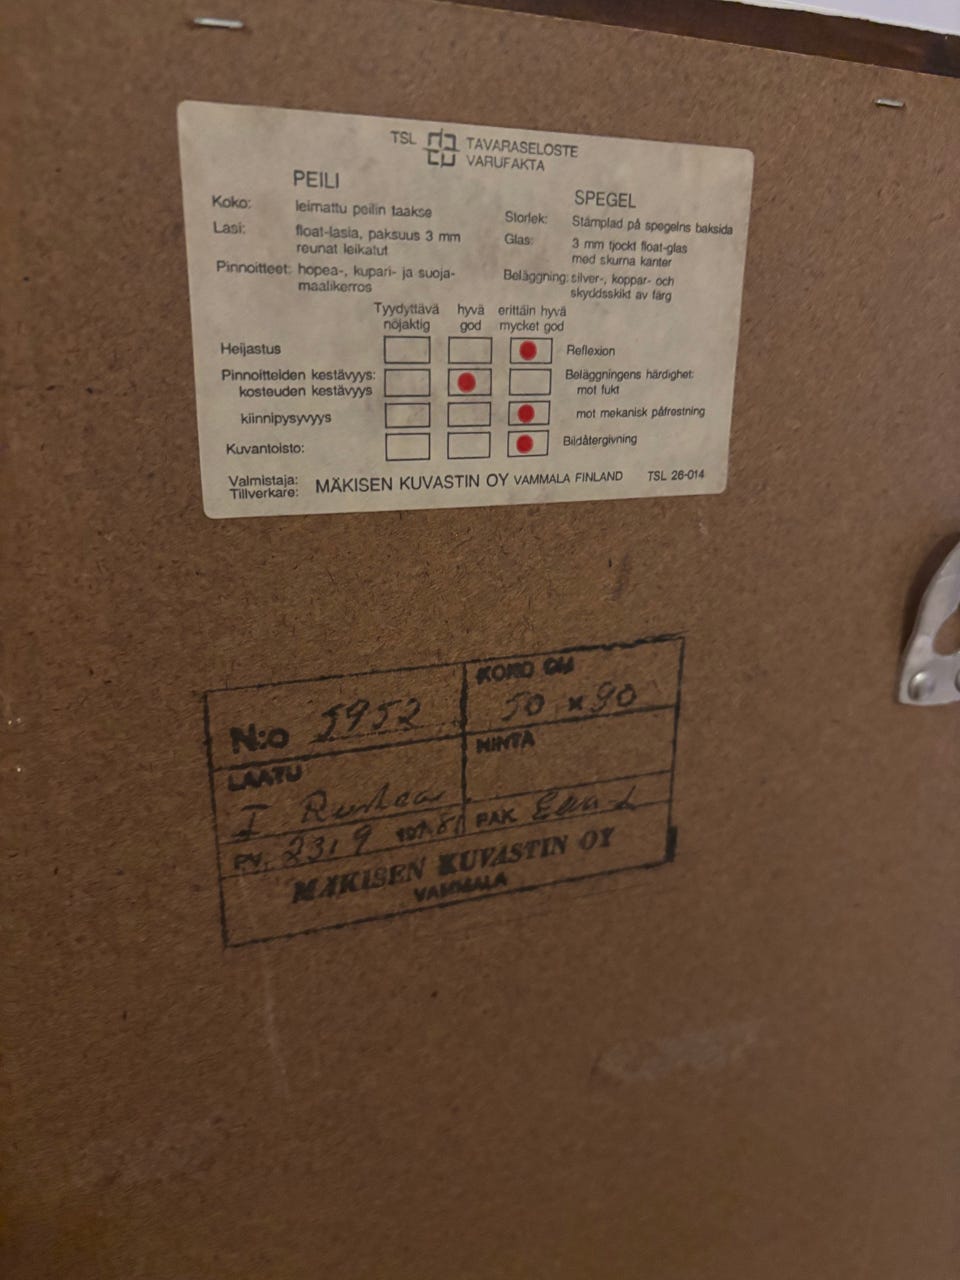 TSL TAVARASELOSTE
VARUFAKTA
PEILI
Koko: leimattu peilin taakse
Lasi: float-lasia, paksuus 3 mm
reunat leikatut
Pinnoitteet: hopea-, kupari- ja suoja-
maalikerros
SPEGEL
Storlek: Stämplad på spegelns baksida
Glas: 3 mm tjockt float-glas
med skurna kanter
Beläggning: silver-, koppar- och
skyddsskikt av färg
Tyydyttävä hyvä erittäin hyvä
nöjaktig god mycket god
Heijastus Reflexion
Pinnoitteiden kestävyys: Beläggningens härdighet:
kosteuden kestävyys mot fukt
kiinnipysyvyys mot mekanisk påfrestning
Kuvantoisto: Bildåtergivning
Valmistaja:
Tillverkare: MÄKISEN KUVASTIN OY VAMMALA FINLAND TSL 26-014
N:o 5952
KOKO CM
50 x 90
LAATU
I
HINTA
PV. 23/9 PAK.
MÄKISEN KUVASTIN OY
VAMMALA